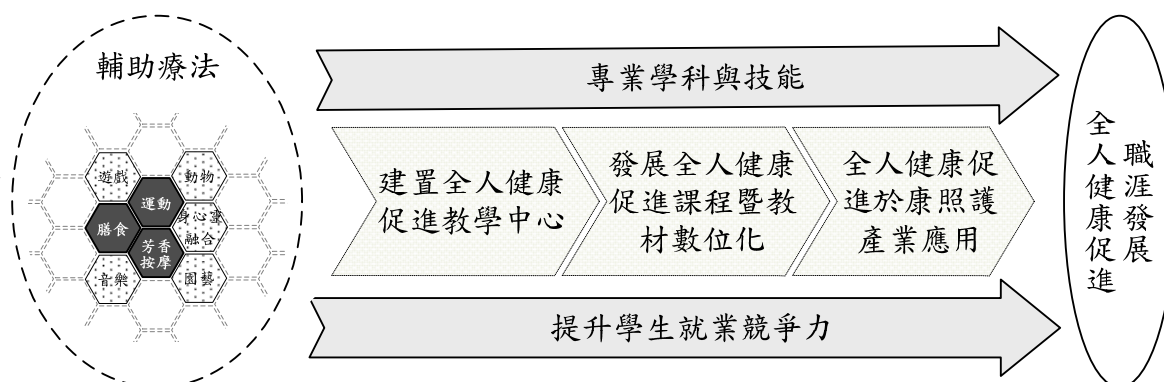 輔助療法
遊戲
動物
運動
身心靈
融合
膳食
芳香
按摩
音樂
園藝
專業學科與技能
建置全人健康
促進教學中心
發展全人健康
促進課程暨教
材數位化
全人健康促
進於康照護
產業應用
提升學生就業競爭力
職涯發展
全人健康促進